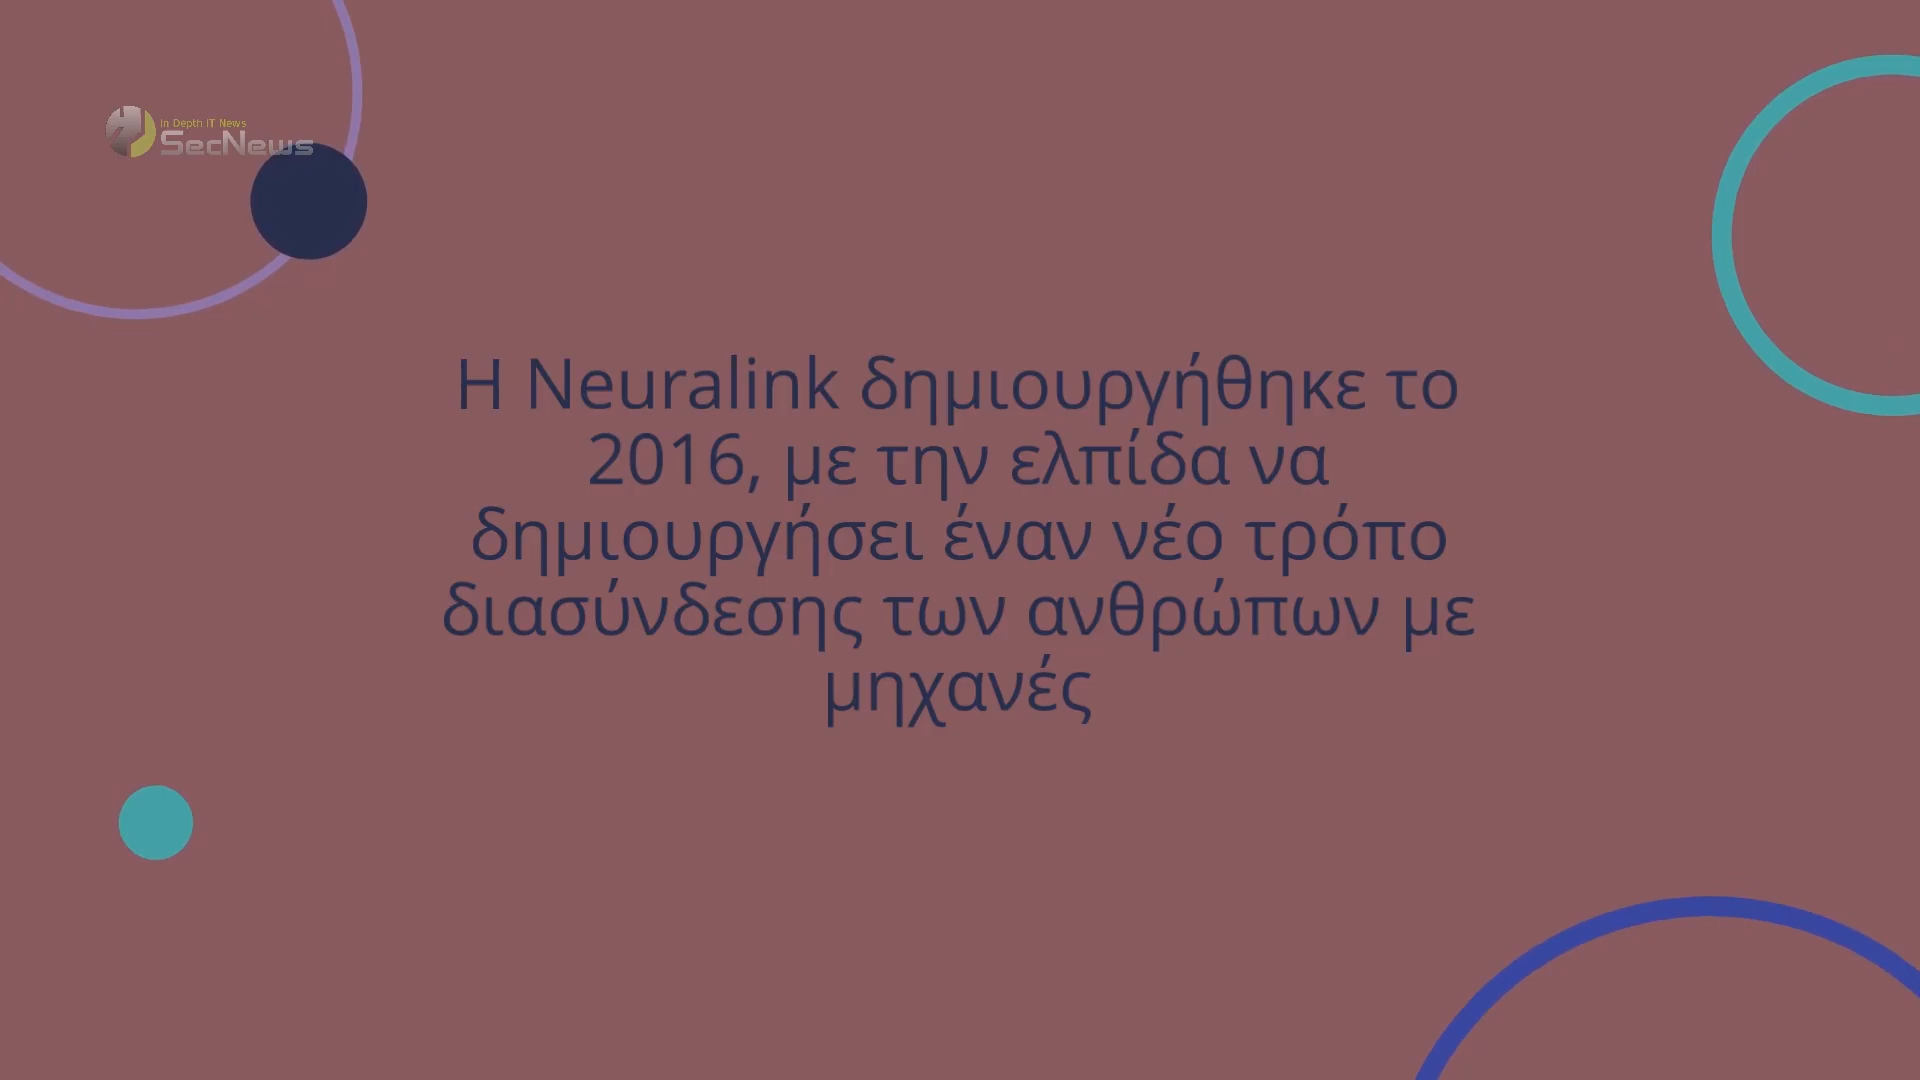 In Depth IT News
SecNews
Η Neuralink δημιουργήθηκε το
2016, με την ελπίδα να
δημιουργήσει έναν νέο τρόπο
διασύνδεσης των ανθρώπων με
μηχανές